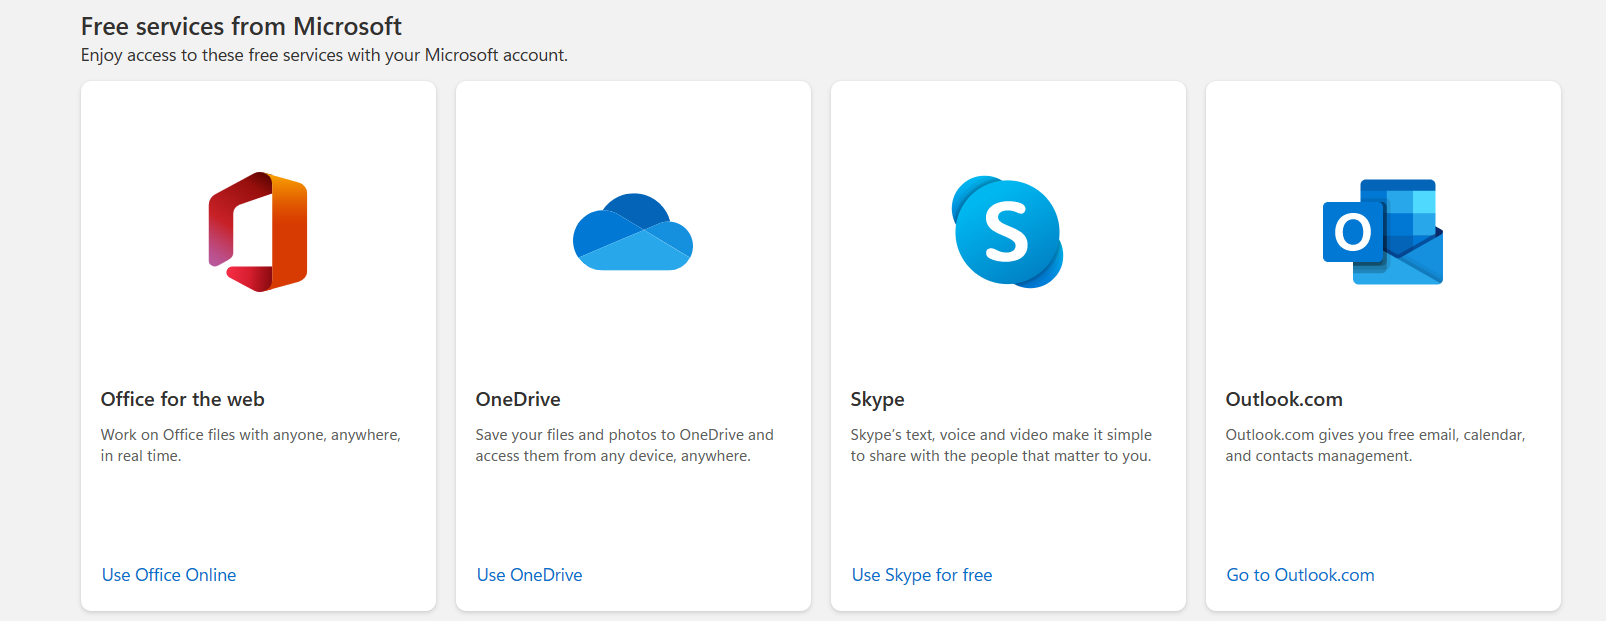 Free services from Microsoft
Enjoy access to these free services with your Microsoft account.
S
O
Office for the web
Work on Office files with anyone, anywhere,
in real time.
Use Office Online
OneDrive
Save your files and photos to OneDrive and
access them from any device, anywhere.
Use OneDrive
Skype
Skype's text, voice and video make it simple
to share with the people that matter to you.
Use Skype for free
Outlook.com
Outlook.com gives you free email, calendar,
and contacts management.
Go to Outlook.com